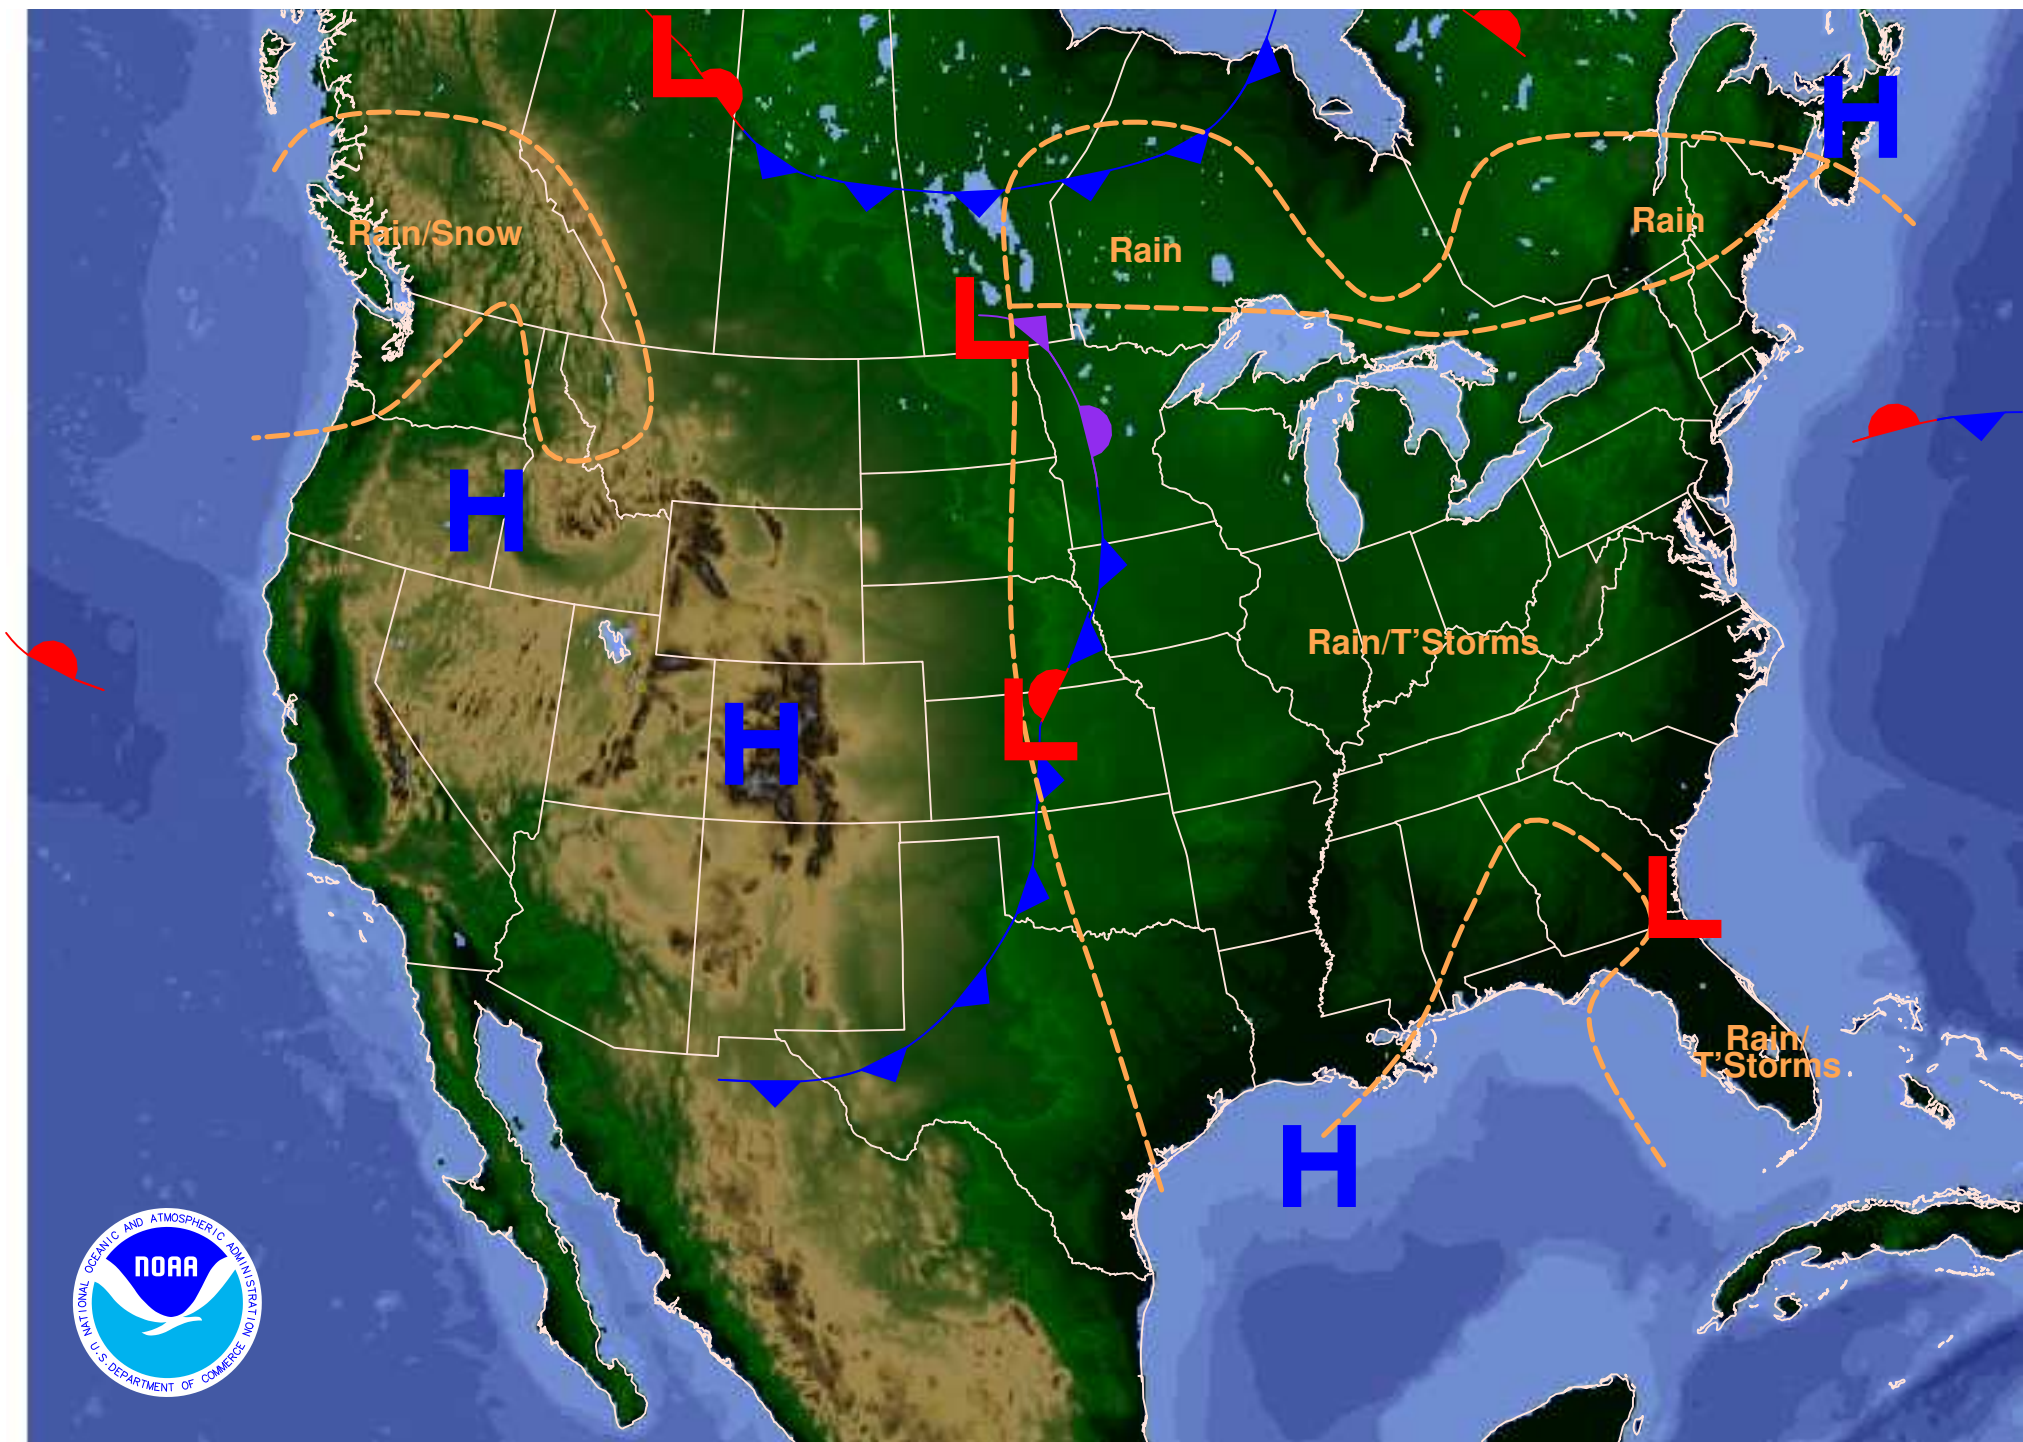 L
H
Rain/Snow
Rain
Rain
L
H
Rain/T'Storms
L
H
L
Rain/
T'Storms
H
NOAA
NATIONAL OCEANIC AND ATMOSPHERIC ADMINISTRATION
U.S. DEPARTMENT OF COMMERCE